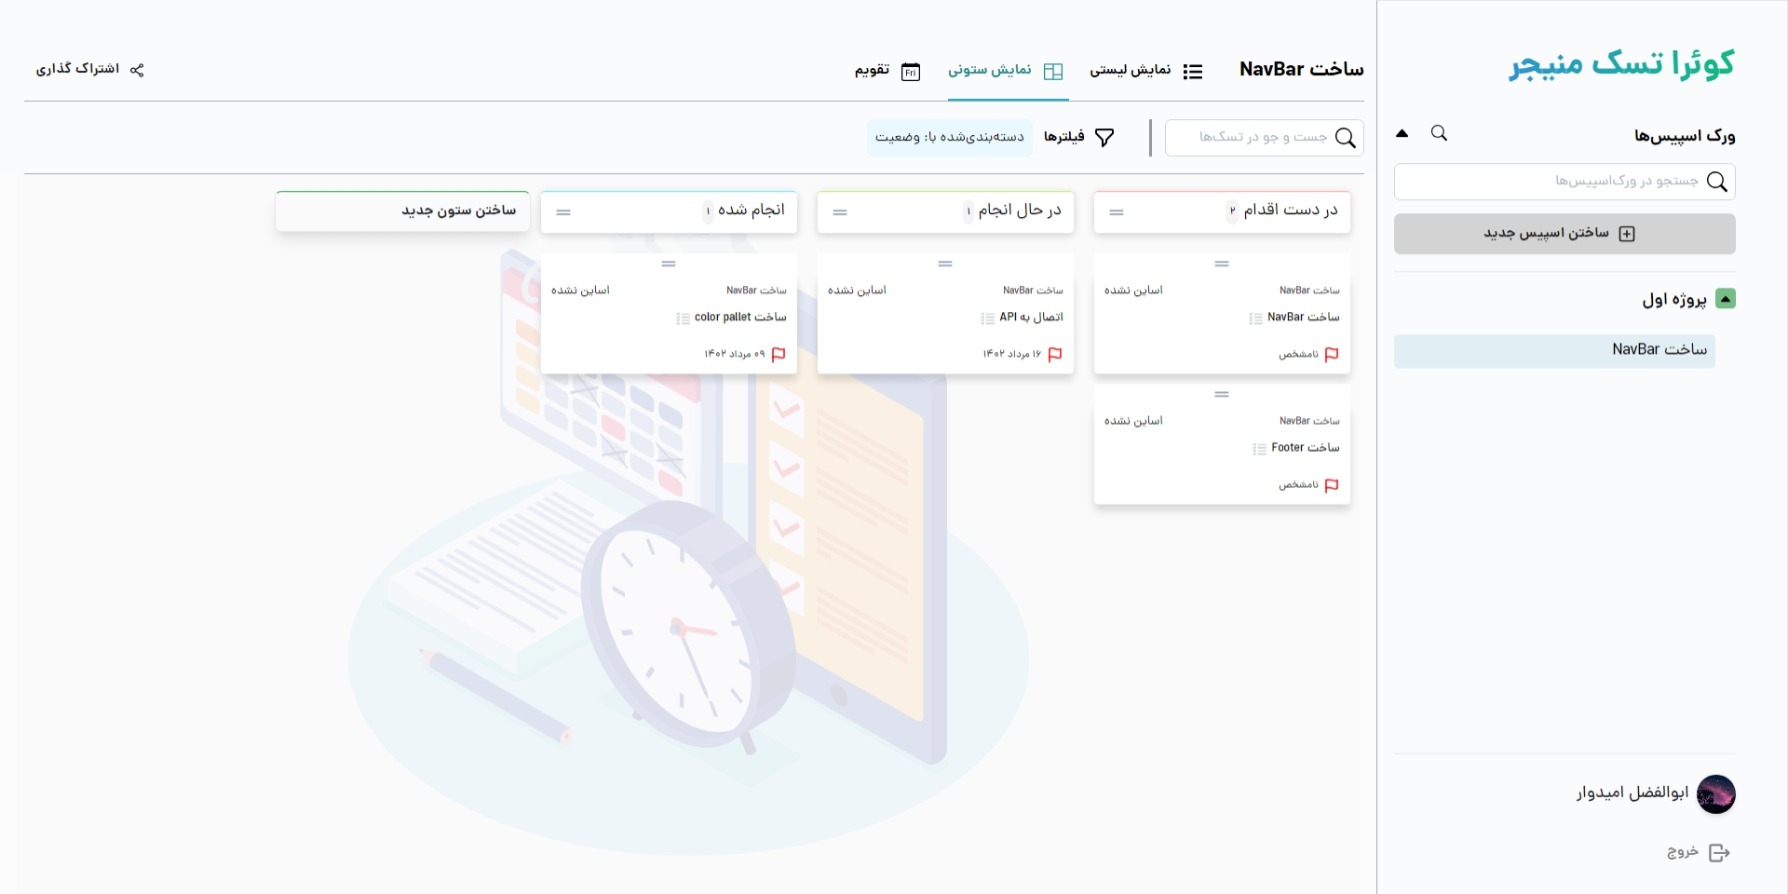 کوئرا تسک منیجر
ورک اسپیس‌ها
جستجو در ورک‌اسپیس‌ها
ساختن اسپیس جدید
پروژه اول
ساخت NavBar
ابوالفضل امیدوار
خروج
ساخت NavBar
نمایش لیستی
نمایش ستونی
Fri تقویم
اشتراک گذاری
جست و جو در تسک‌ها
فیلترها
دسته‌بندی‌شده با: وضعیت
در دست اقدام ۲
ساخت NavBar
اساین نشده
ساخت NavBar
نامشخص
ساخت NavBar
اساین نشده
ساخت Footer
نامشخص
در حال انجام ۱
ساخت NavBar
اساین نشده
اتصال به API
۱۶ مرداد ۱۴۰۲
انجام شده ۱
ساخت NavBar
اساین نشده
ساخت color pallet
۰۹ مرداد ۱۴۰۲
ساختن ستون جدید